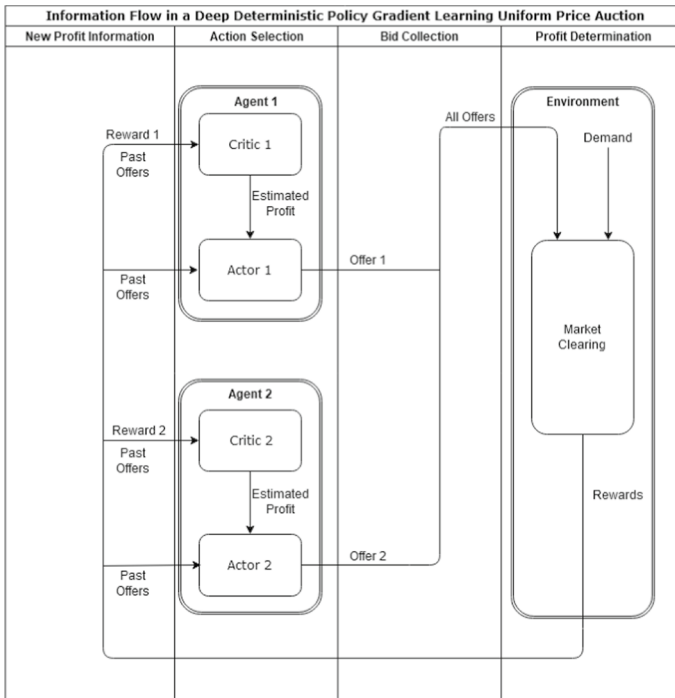 Information Flow in a Deep Deterministic Policy Gradient Learning Uniform Price Auction
New Profit Information
Action Selection
Bid Collection
Profit Determination
Agent 1
Reward 1
Past
Offers
Critic 1
Estimated
Profit
Past
Offers
Actor 1
Offer 1
All Offers
Environment
Demand
Market
Clearing
Agent 2
Reward 2
Past
Offers
Critic 2
Estimated
Profit
Past
Offers
Actor 2
Offer 2
Rewards